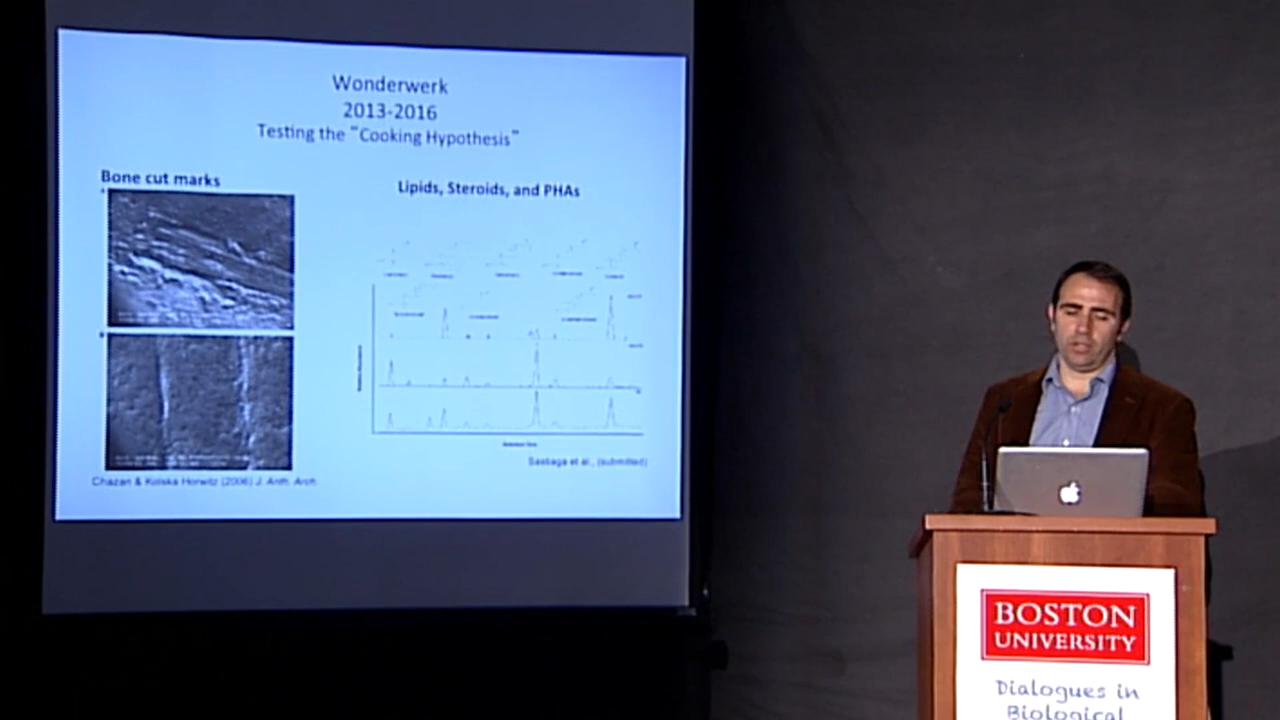 Wonderwerk
2013-2016
Testing the "Cooking Hypothesis"
Bone cut marks
Lipids, Steroids, and PHAs
Chazan & Kolska Horwitz (2006) J. Anth. Arch.
et al., (submitted)
BOSTON
UNIVERSITY
Dialogues in
Biological